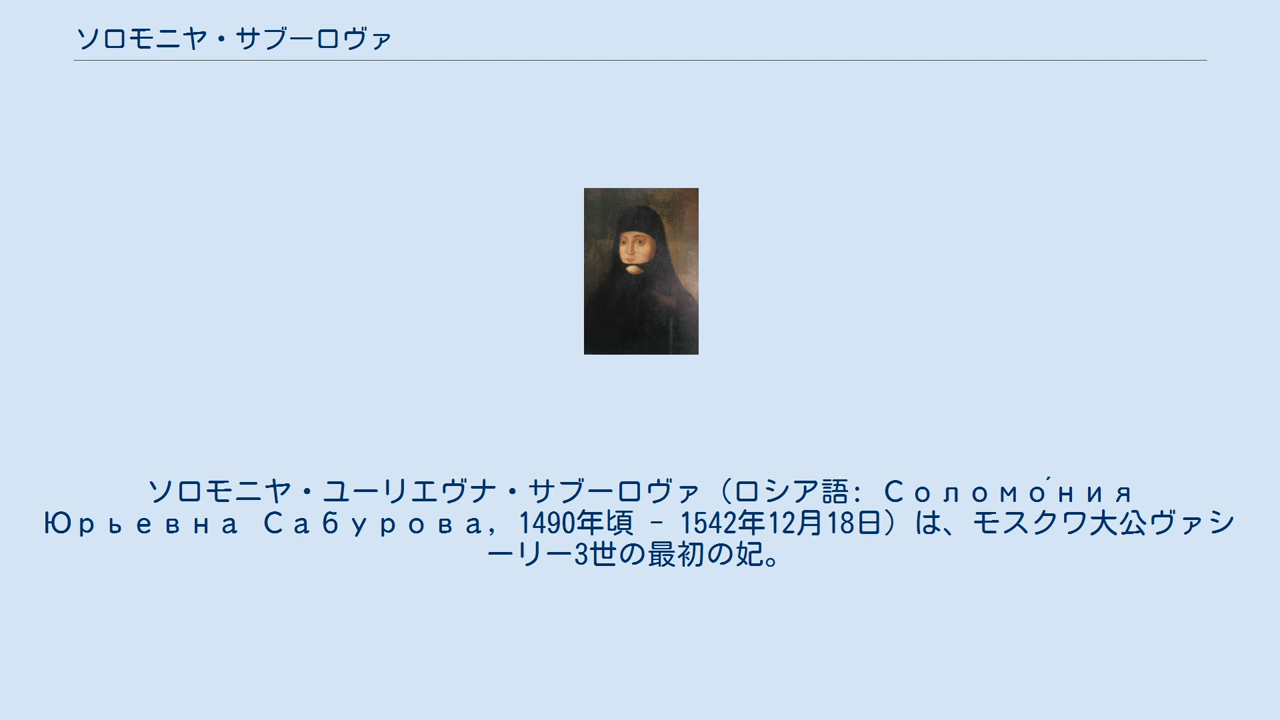 ソロモニヤ・サブーロヴァ
ソロモニヤ・ユーリエヴナ・サブーロヴァ（ロシア語: Соломо́ния
Юрьевна Сабурова, 1490年頃 - 1542年12月18日）は、モスクワ大公ヴァシ
ーリー3世の最初の妃。